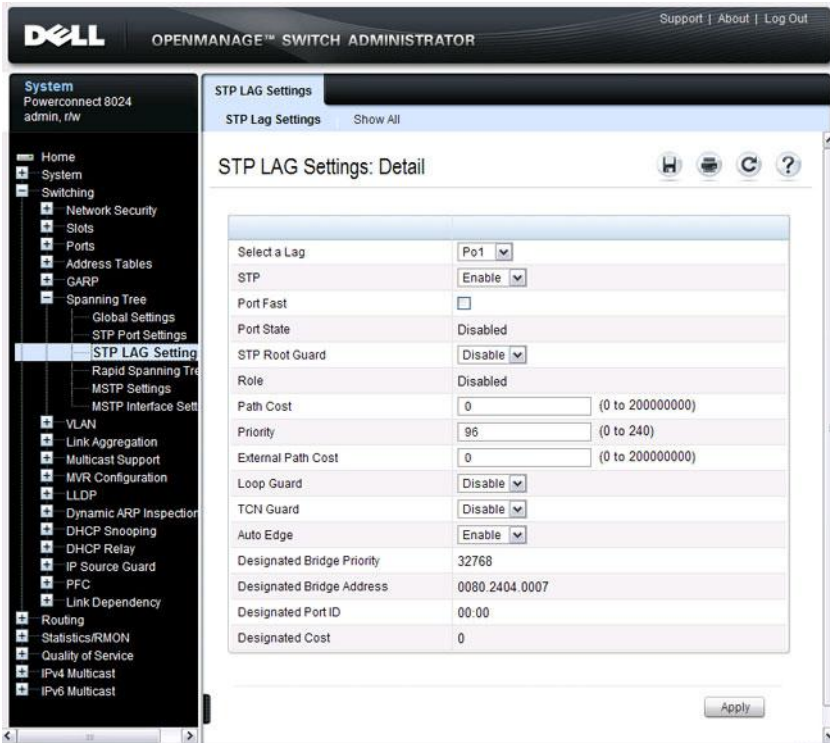 Support | About | Log Out
DELL
OPENMANAGE™ SWITCH ADMINISTRATOR
System
Powerconnect 8024
admin, r/w
Home
System
Switching
Network Security
Slots
Ports
Address Tables
GARP
Spanning Tree
Global Settings
STP Port Settings
STP LAG Setting
Rapid Spanning Tre
MSTP Settings
MSTP Interface Sett
VLAN
Link Aggregation
Multicast Support
MVR Configuration
LLDP
Dynamic ARP Inspection
DHCP Snooping
DHCP Relay
IP Source Guard
PFC
Link Dependency
Routing
Statistics/RMON
Quality of Service
IPv4 Multicast
IPv6 Multicast
STP LAG Settings
STP Lag Settings Show All
STP LAG Settings: Detail
Select a Lag Po1
STP Enable
Port Fast
Port State Disabled
STP Root Guard Disable
Role Disabled
Path Cost 0 (0 to 200000000)
Priority 96 (0 to 240)
External Path Cost 0 (0 to 200000000)
Loop Guard Disable
TCN Guard Disable
Auto Edge Enable
Designated Bridge Priority 32768
Designated Bridge Address 0080.2404.0007
Designated Port ID 00:00
Designated Cost 0
Apply